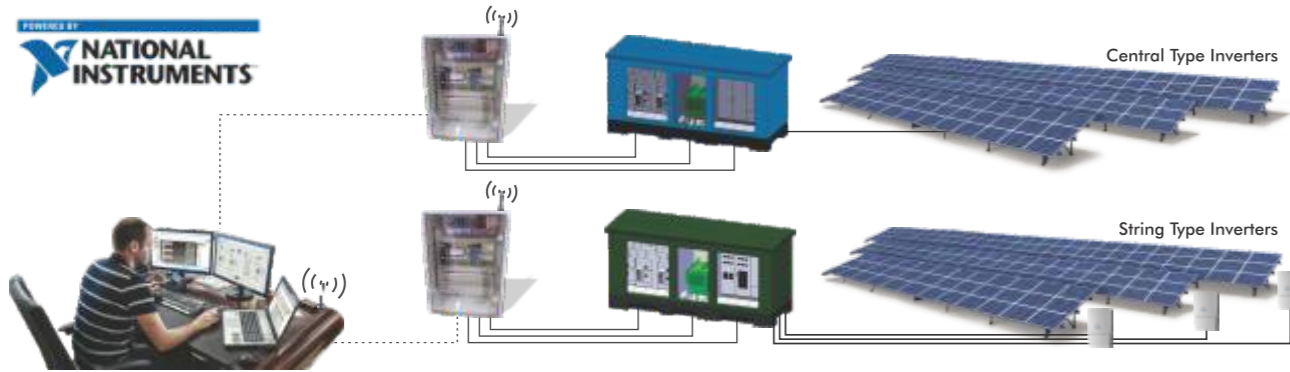 POWERED BY
NATIONAL
INSTRUMENTS
Central Type Inverters
String Type Inverters